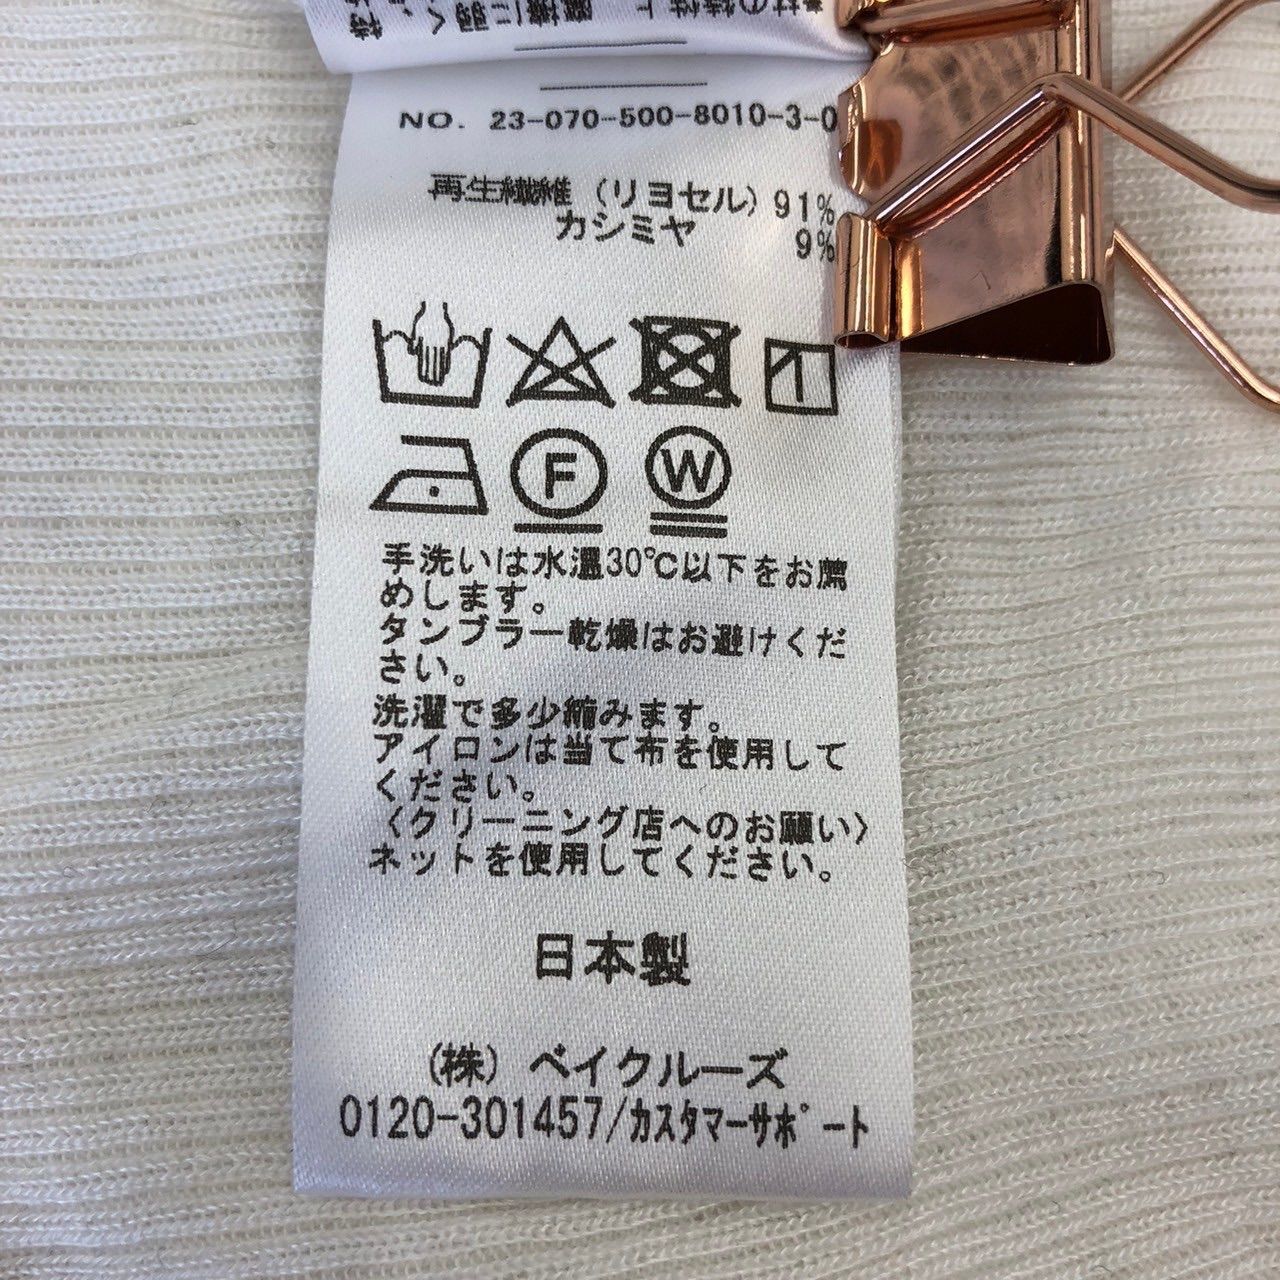 NO. 23-070-500-8010-3-0
再生繊維 (リヨセル) 91%
カシミヤ 9%
F W
手洗いは水温30℃以下をお薦
めします。
タンブラー乾燥はお避けくだ
さい。
洗濯で多少縮みます。
アイロンは当て布を使用して
ください。
〈クリーニング店へのお願い〉
ネットを使用してください。
日本製
(株) ベイクルーズ
0120-301457/カスタマーサポート